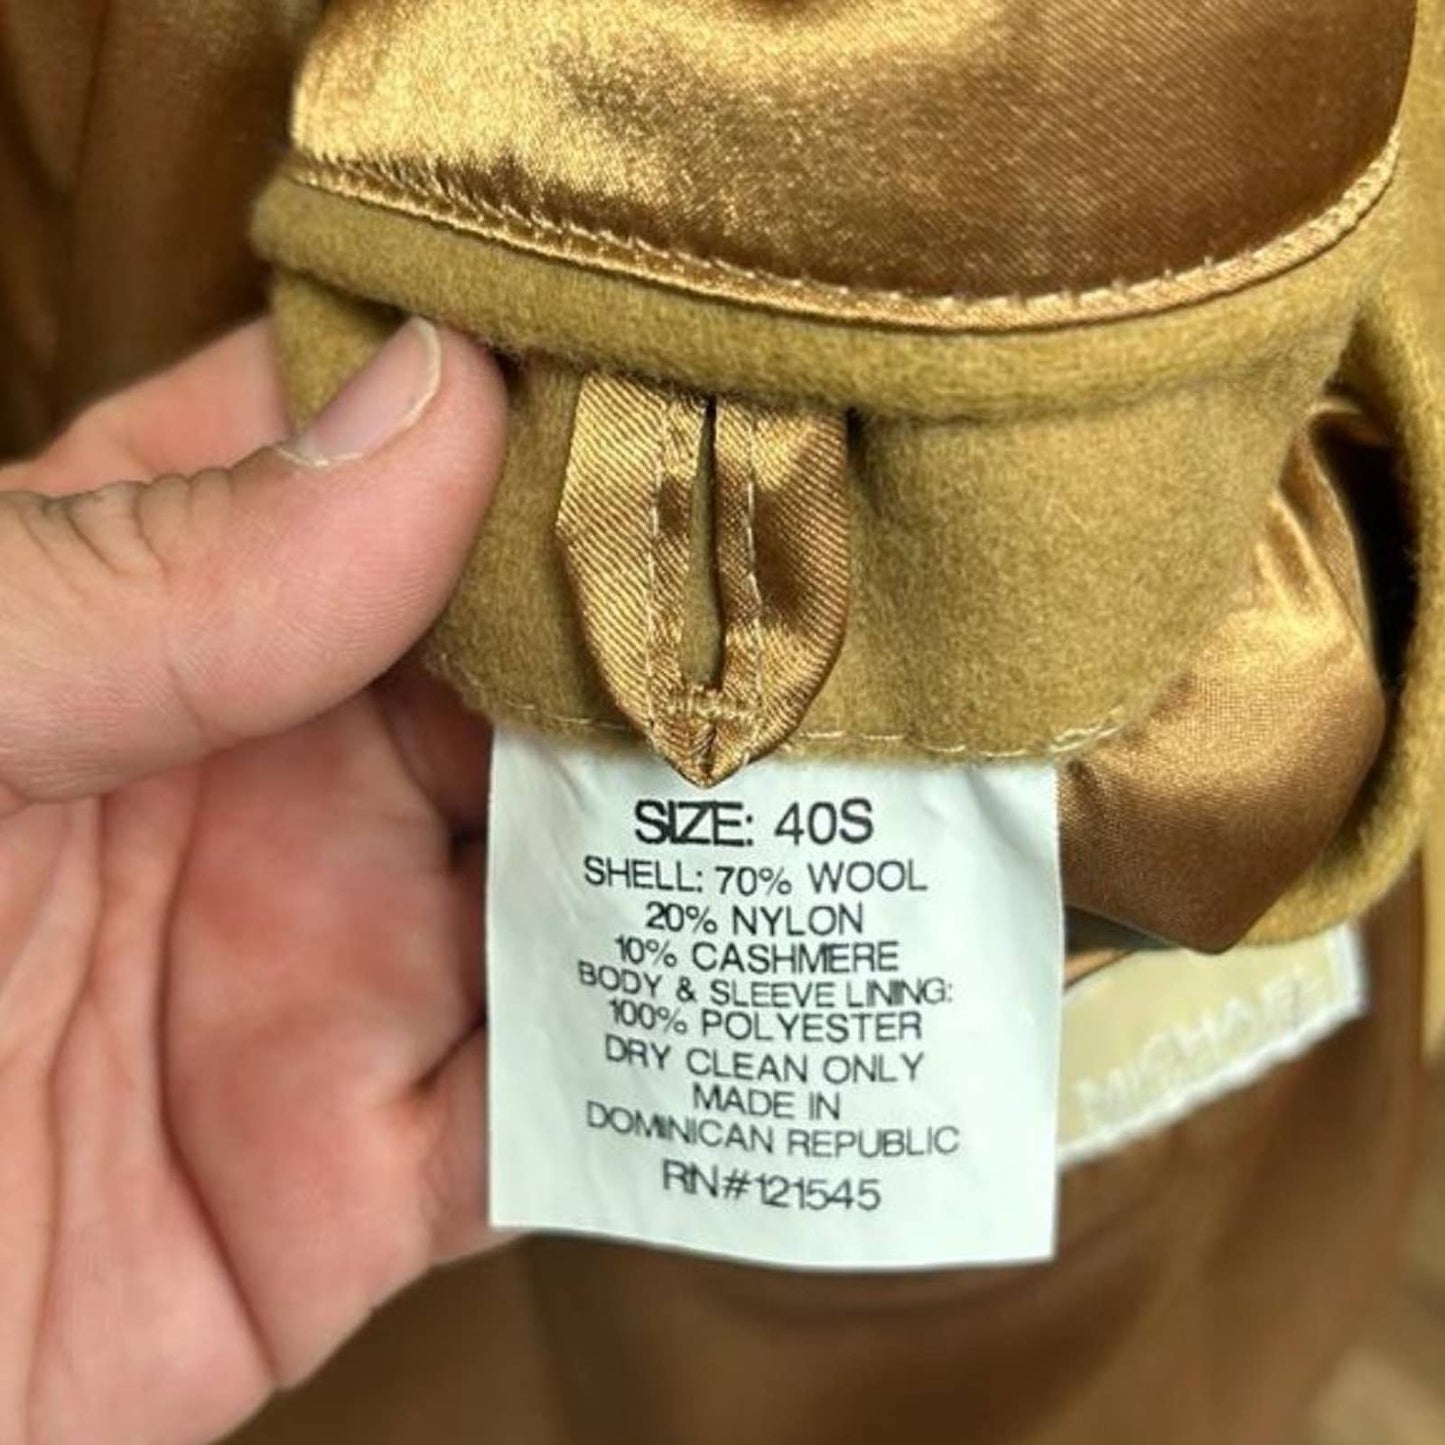 SIZE: 40S
SHELL: 70% WOOL
20% NYLON
10% CASHMERE
BODY & SLEEVE LINING:
100% POLYESTER
DRY CLEAN ONLY
MADE IN
DOMINICAN REPUBLIC
RN#121545
MICHAEL